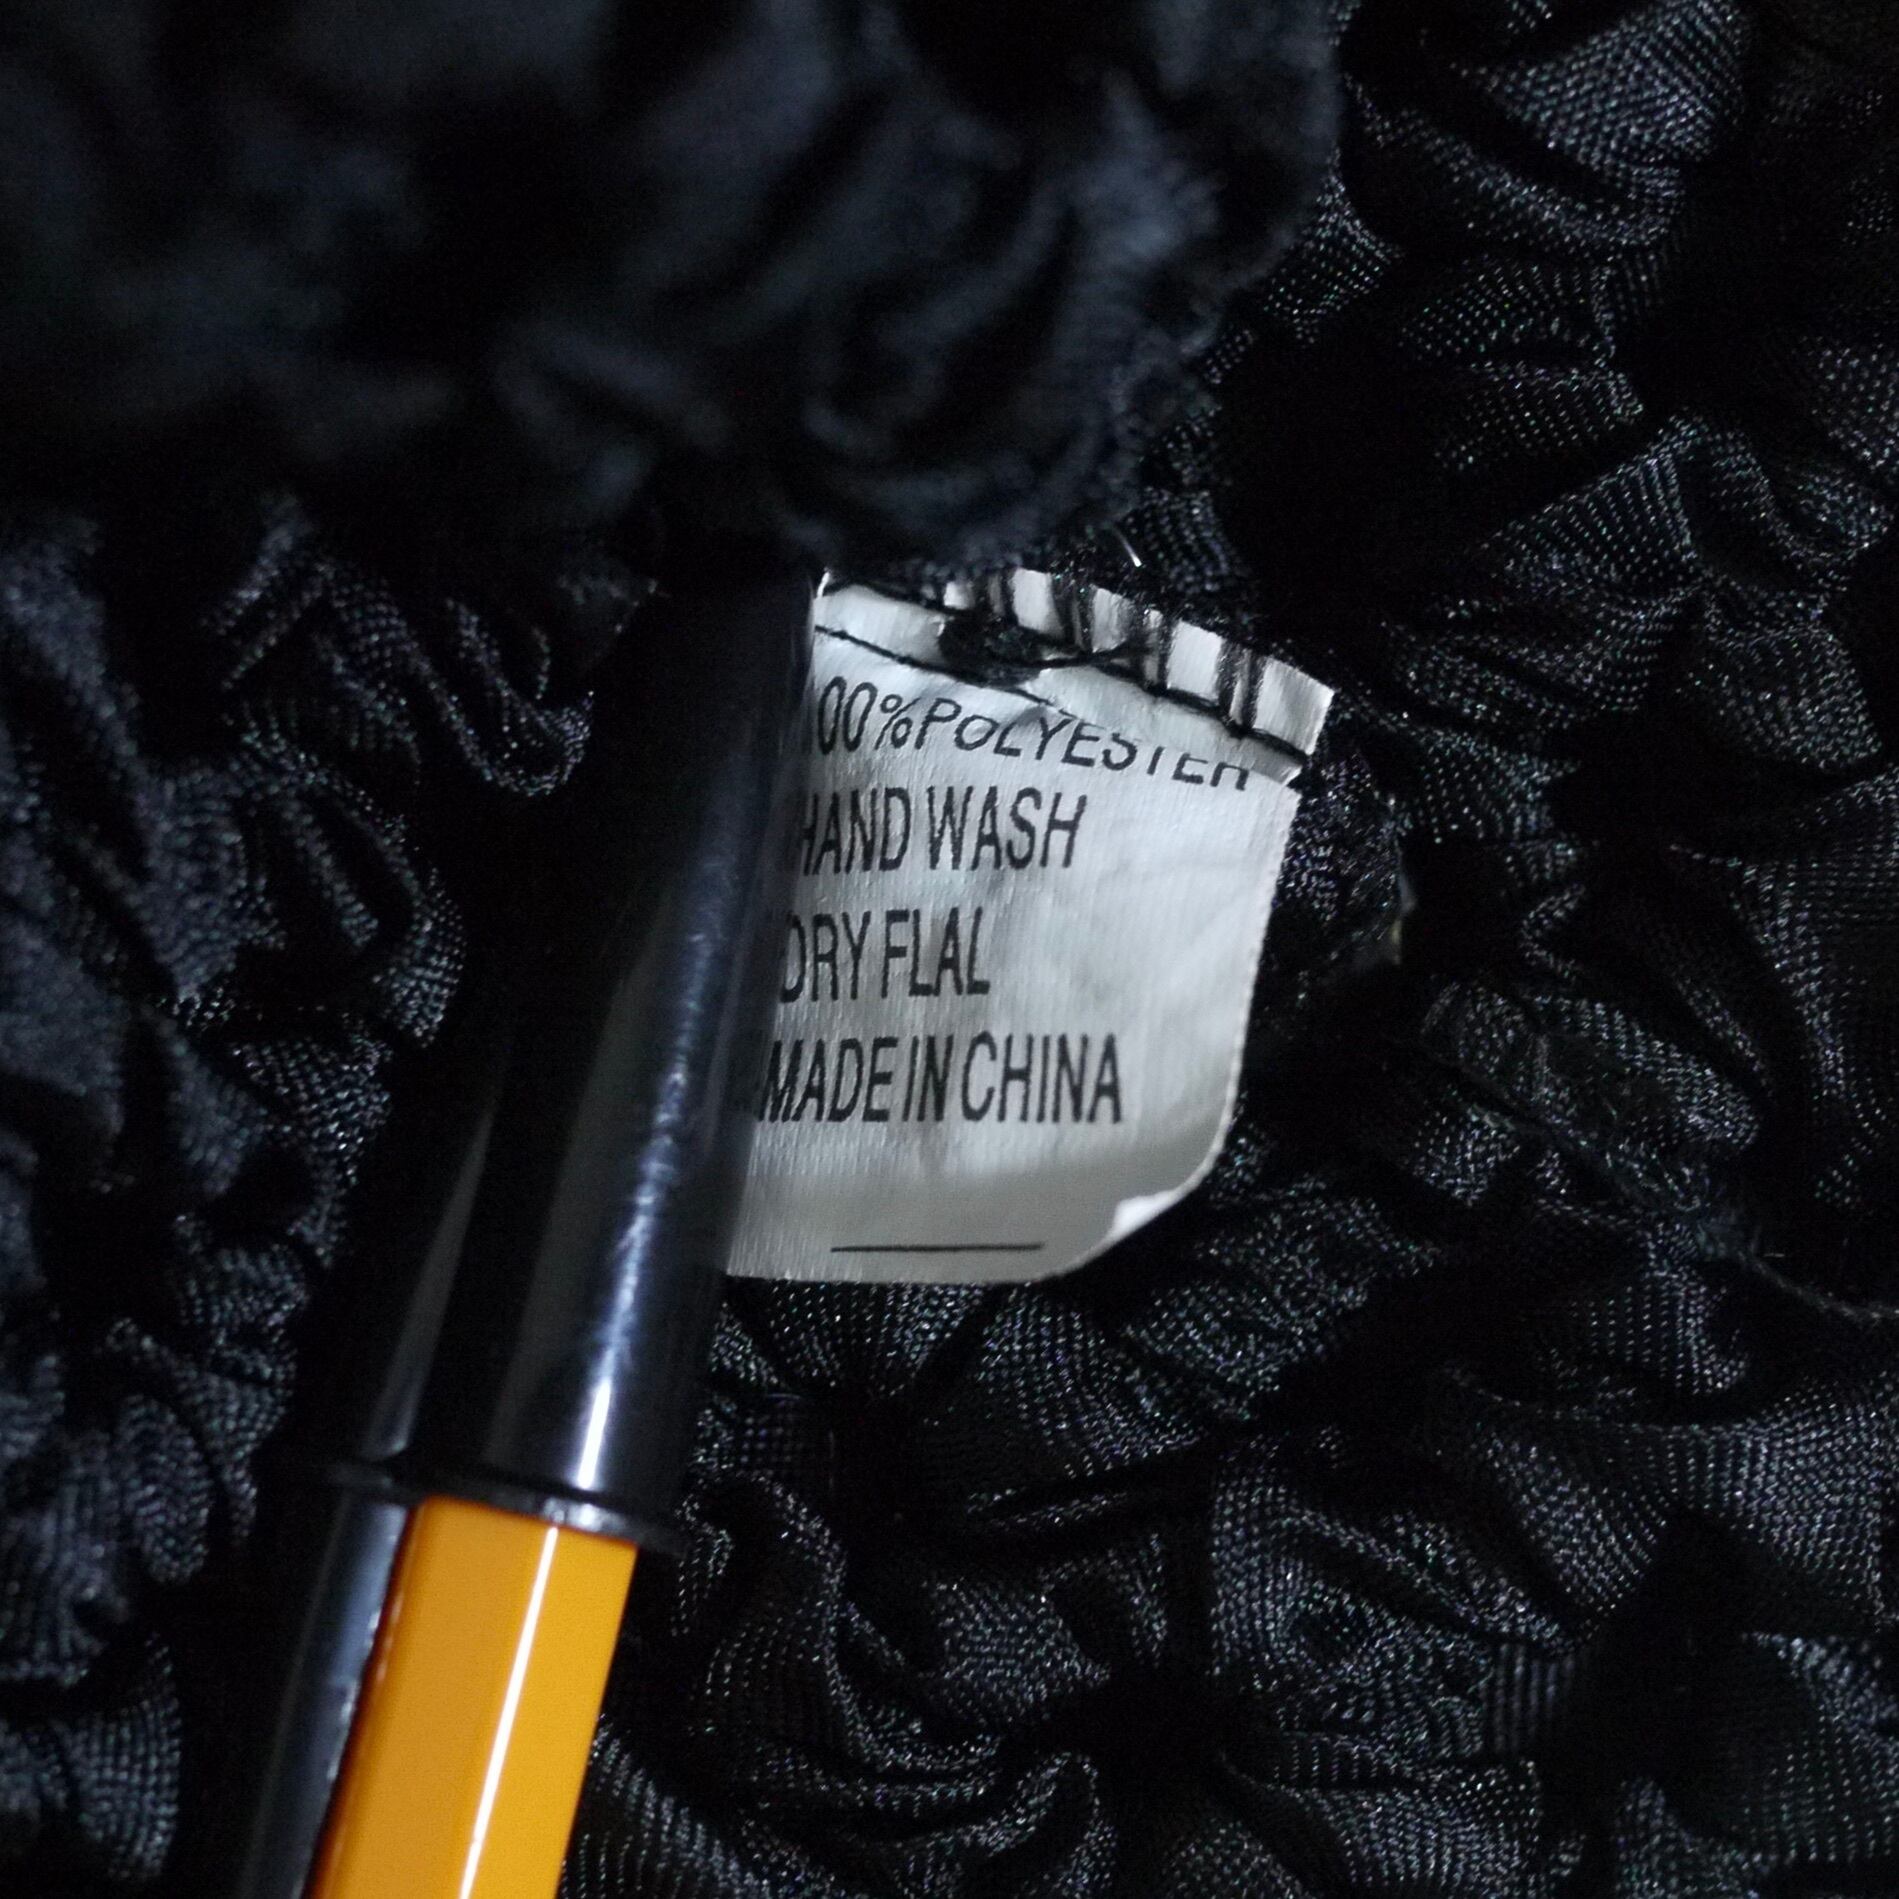 100%POLYESTER
HAND WASH
DRY FLAL
MADE IN CHINA